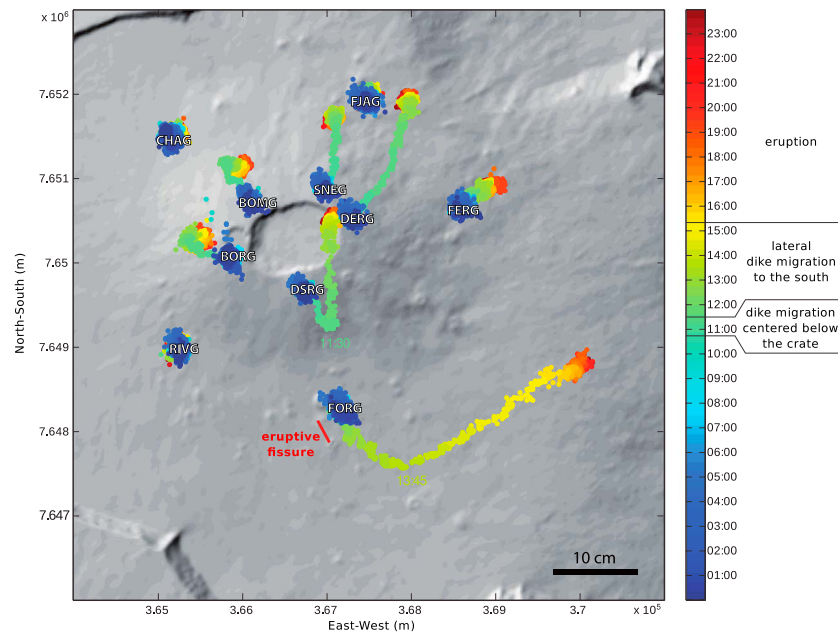 x 10⁶
7.652
7.651
7.65
7.649
7.648
7.647
North-South (m)
3.65
3.66
3.67
3.68
3.69
3.7
x 10⁵
East-West (m)
FJAG
CHAG
SNEG
BOMG
DERG
FERG
BORG
DSRG
11:30
RIVG
FORG
eruptive
fissure
13:45
10 cm
23:00
22:00
21:00
20:00
19:00
18:00
17:00
16:00
15:00
14:00
13:00
12:00
11:00
10:00
09:00
08:00
07:00
06:00
05:00
04:00
03:00
02:00
01:00
eruption
lateral
dike migration
to the south
dike migration
centered below
the crate